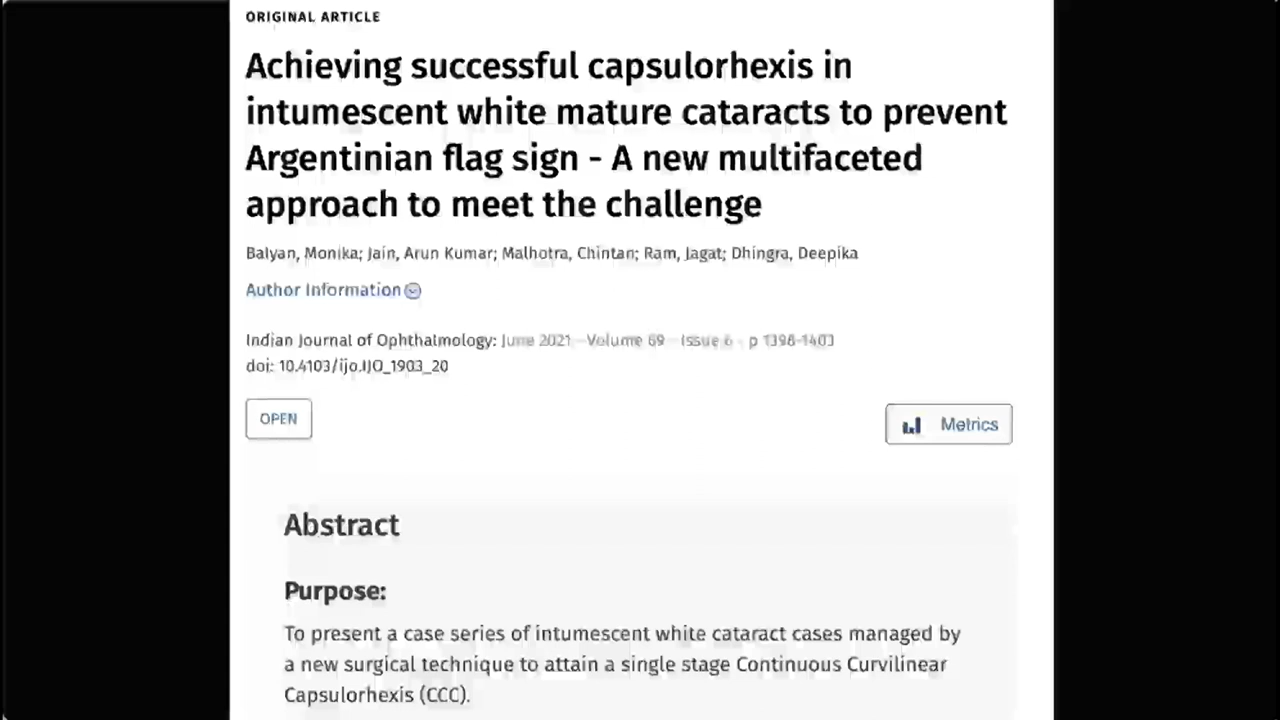 ORIGINAL ARTICLE
Achieving successful capsulorhexis in
intumescent white mature cataracts to prevent
Argentinian flag sign - A new multifaceted
approach to meet the challenge
Balyan, Monika; Jain, Arun Kumar; Malhotra, Chintan; Ram, Jagat; Dhingra, Deepika
Author Information
Indian Journal of Ophthalmology: June 2021 - Volume 69 - Issue 6 - p 1398-1403
doi: 10.4103/ijo.IJO_1903_20
OPEN
Metrics
Abstract
Purpose:
To present a case series of intumescent white cataract cases managed by
a new surgical technique to attain a single stage Continuous Curvilinear
Capsulorhexis (CCC).